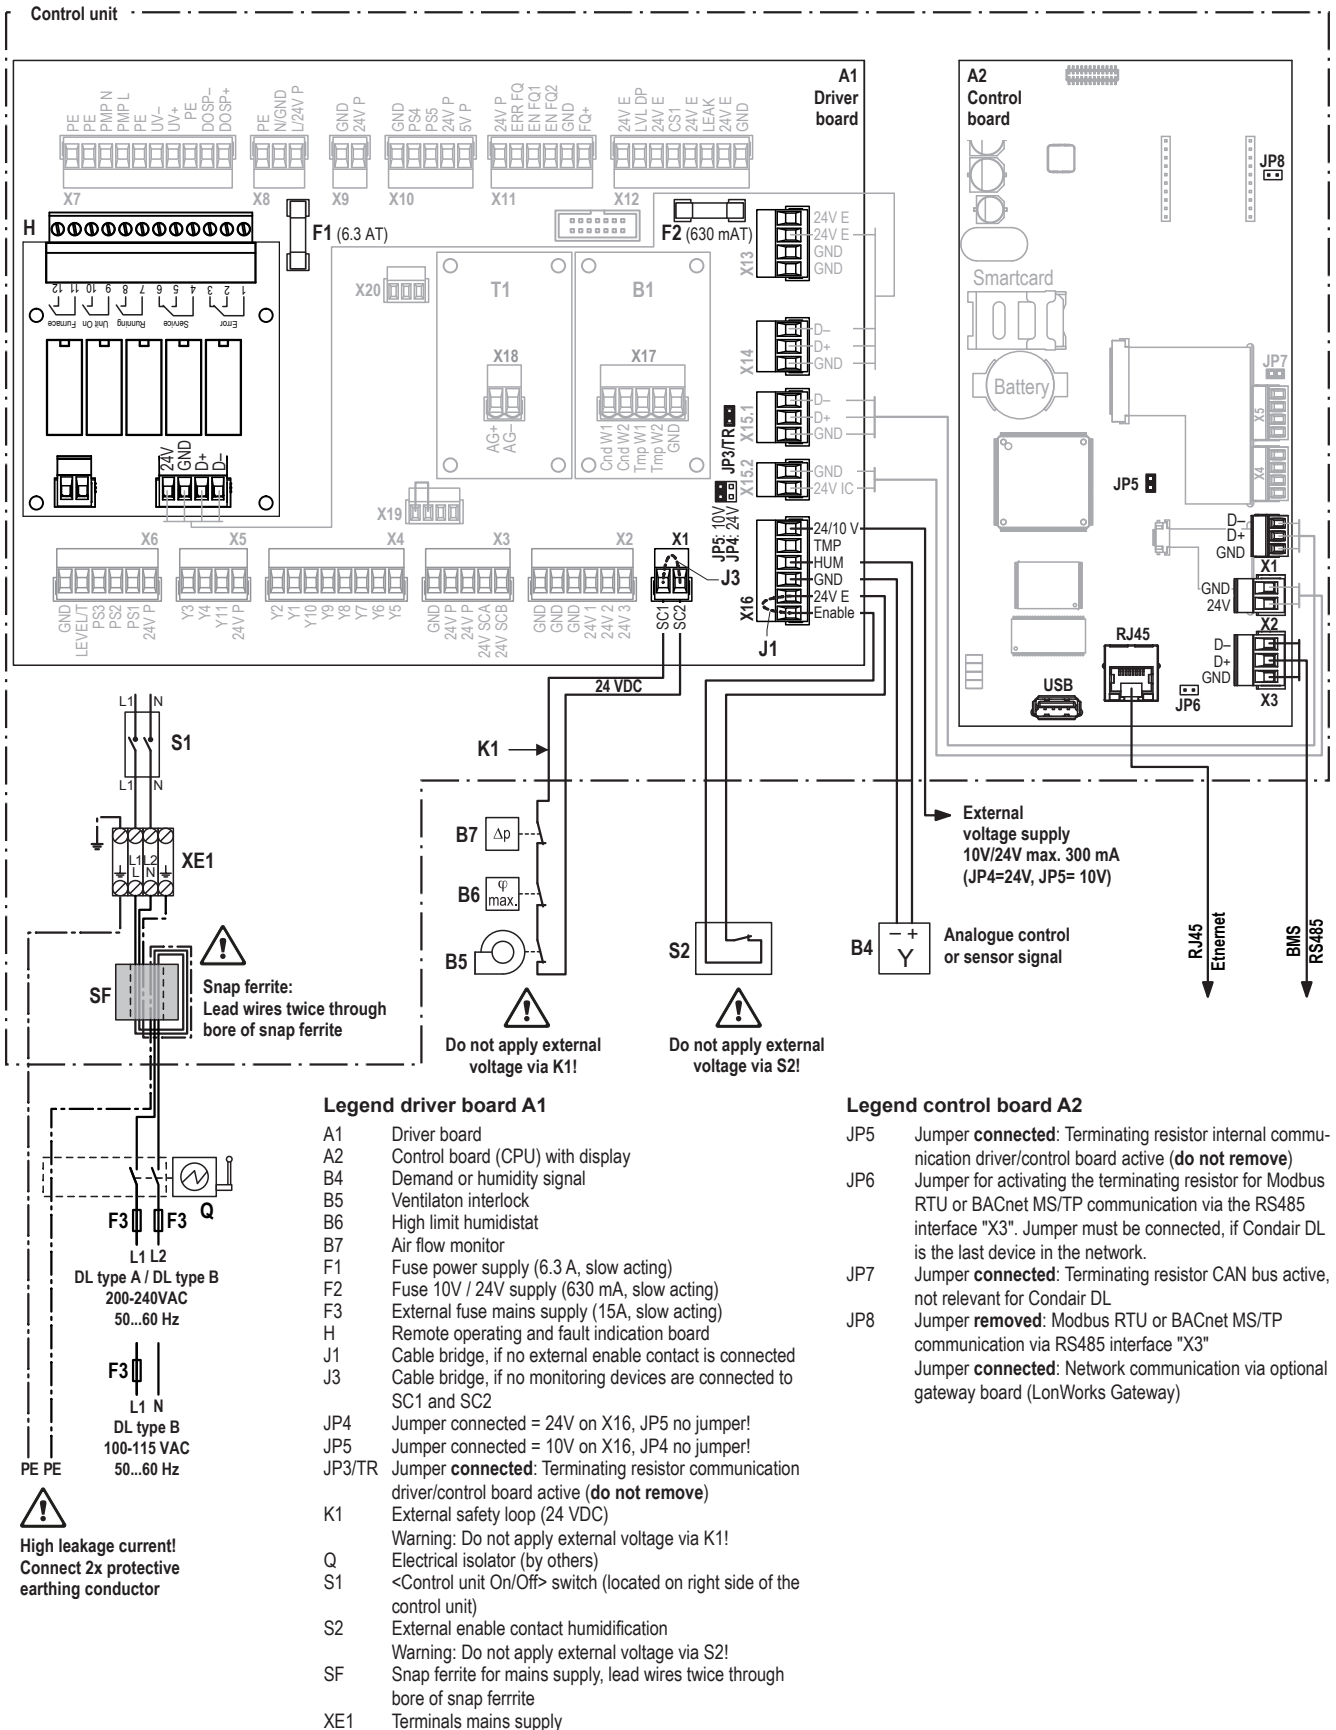 Control unit
A1
Driver
board
A2
Control
board
PE
PE
PMP N
PMP L
PE
UV–
UV+
PE
DOSP–
DOSP+
X7
PE
N/GND
L/24V P
X8
GND
24V P
X9
GND
PS4
PS5
24V P
5V P
X10
24V P
ERR FQ
EN FQ1
EN FQ2
GND
FQ+
X11
24V E
LVL DP
24V E
CS1
24V E
LEAK
24V E
GND
X12
JP8
H
F1 (6.3 AT)
F2 (630 mAT)
X13
24V E
24V E
GND
GND
12 11 10 9 8 7 6 5 4 3 2 1
Furnace
Unit On
Running
Service
Error
X20
T1
B1
Smartcard
X18
X17
X14
D–
D+
GND
JP7
Battery
X5
AG+
AG–
Cnd W1
Cnd W2
Tmp W1
Tmp W2
GND
JP3/TR
X15.1
D–
D+
GND
24V
GND
D+
D–
X15.2
GND
24V IC
X4
JP5
X19
JP5: 10V
JP4: 24V
X16
24/10 V
TMP
HUM
GND
24V E
Enable
D–
D+
GND
X1
X6
X5
X4
X3
X2
X1
J3
GND
LEVEL/T
PS3
PS2
PS1
24V P
Y3
Y4
Y11
24V P
Y2
Y1
Y10
Y9
Y8
Y7
Y6
Y5
GND
24V P
24V P
24V SCA
24V SCB
GND
GND
GND
24V 1
24V 2
24V 3
SC1
SC2
J1
GND
24V
X2
RJ45
D–
D+
GND
X3
USB
JP6
24 VDC
L1 N
S1
L1 N
K1
B7
Δp
External
voltage supply
10V/24V max. 300 mA
(JP4=24V, JP5= 10V)
L1 L2
L N
XE1
B6
φ
max.
B5
S2
B4
– +
Y
Analogue control
or sensor signal
RJ45
Etnernet
BMS
RS485
SF
Snap ferrite:
Lead wires twice through
bore of snap ferrite
Do not apply external
voltage via K1!
Do not apply external
voltage via S2!
Q
F3 F3
L1 L2
DL type A / DL type B
200-240VAC
50...60 Hz
F3
L1 N
DL type B
100-115 VAC
50...60 Hz
PE PE
High leakage current!
Connect 2x protective
earthing conductor
Legend driver board A1
A1 Driver board
A2 Control board (CPU) with display
B4 Demand or humidity signal
B5 Ventilaton interlock
B6 High limit humidistat
B7 Air flow monitor
F1 Fuse power supply (6.3 A, slow acting)
F2 Fuse 10V / 24V supply (630 mA, slow acting)
F3 External fuse mains supply (15A, slow acting)
H Remote operating and fault indication board
J1 Cable bridge, if no external enable contact is connected
J3 Cable bridge, if no monitoring devices are connected to
SC1 and SC2
JP4 Jumper connected = 24V on X16, JP5 no jumper!
JP5 Jumper connected = 10V on X16, JP4 no jumper!
JP3/TR Jumper connected: Terminating resistor communication
driver/control board active (do not remove)
K1 External safety loop (24 VDC)
Warning: Do not apply external voltage via K1!
Q Electrical isolator (by others)
S1 <Control unit On/Off> switch (located on right side of the
control unit)
S2 External enable contact humidification
Warning: Do not apply external voltage via S2!
SF Snap ferrite for mains supply, lead wires twice through
bore of snap ferrrite
XE1 Terminals mains supply
Legend control board A2
JP5 Jumper connected: Terminating resistor internal commu-
nication driver/control board active (do not remove)
JP6 Jumper for activating the terminating resistor for Modbus
RTU or BACnet MS/TP communication via the RS485
interface "X3". Jumper must be connected, if Condair DL
is the last device in the network.
JP7 Jumper connected: Terminating resistor CAN bus active,
not relevant for Condair DL
JP8 Jumper removed: Modbus RTU or BACnet MS/TP
communication via RS485 interface "X3"
Jumper connected: Network communication via optional
gateway board (LonWorks Gateway)